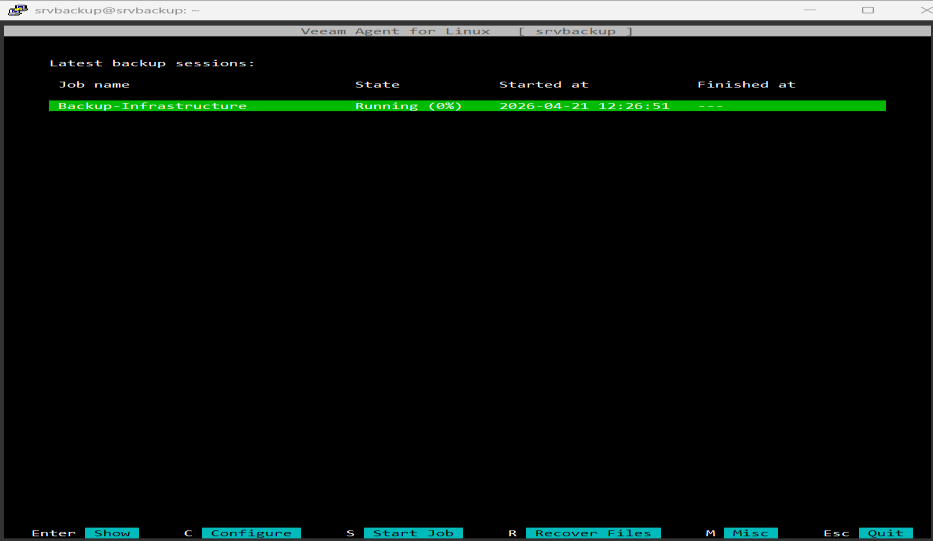 srvbackup@srvbackup: ~
Veeam Agent for Linux [ srvbackup ]
Latest backup sessions:
Job name State Started at Finished at
Backup-Infrastructure Running (0%) 2026-04-21 12:26:51 ---
Enter Show C Configure S Start Job R Recover Files M Misc Esc Quit